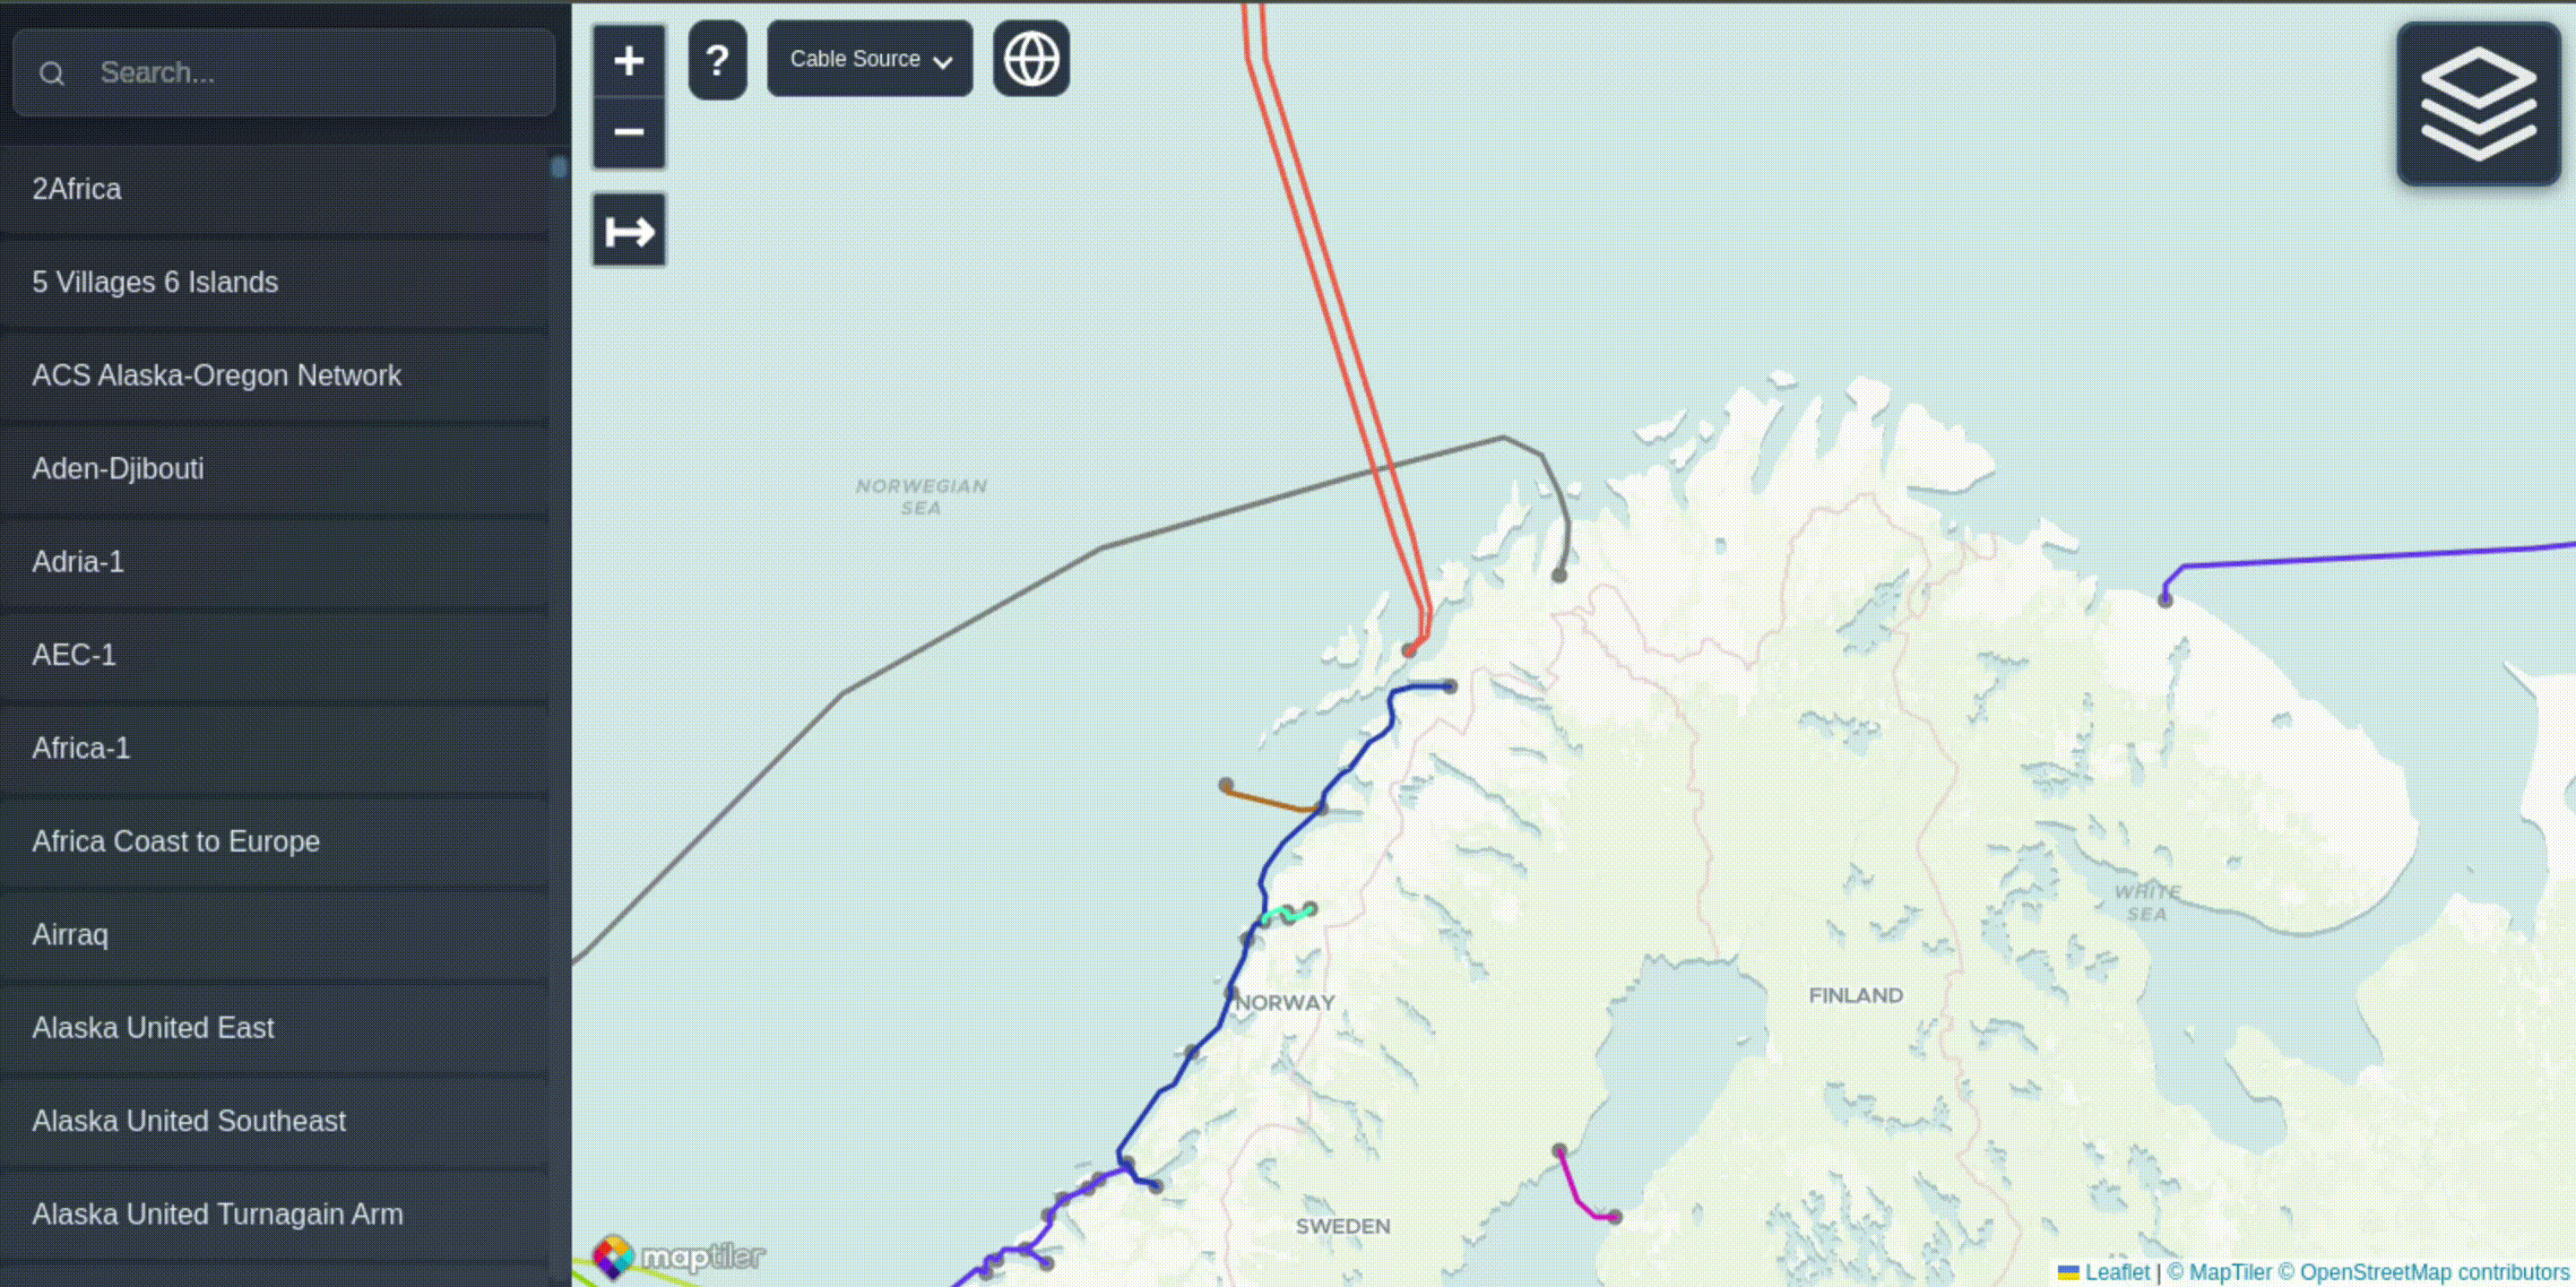 Search...
2Africa
5 Villages 6 Islands
ACS Alaska-Oregon Network
Aden-Djibouti
Adria-1
AEC-1
Africa-1
Africa Coast to Europe
Airraq
Alaska United East
Alaska United Southeast
Alaska United Turnagain Arm
+
?
Cable Source
−
NORWEGIAN
SEA
WHITE
SEA
NORWAY
FINLAND
SWEDEN
maptiler
Leaflet | © MapTiler © OpenStreetMap contributors